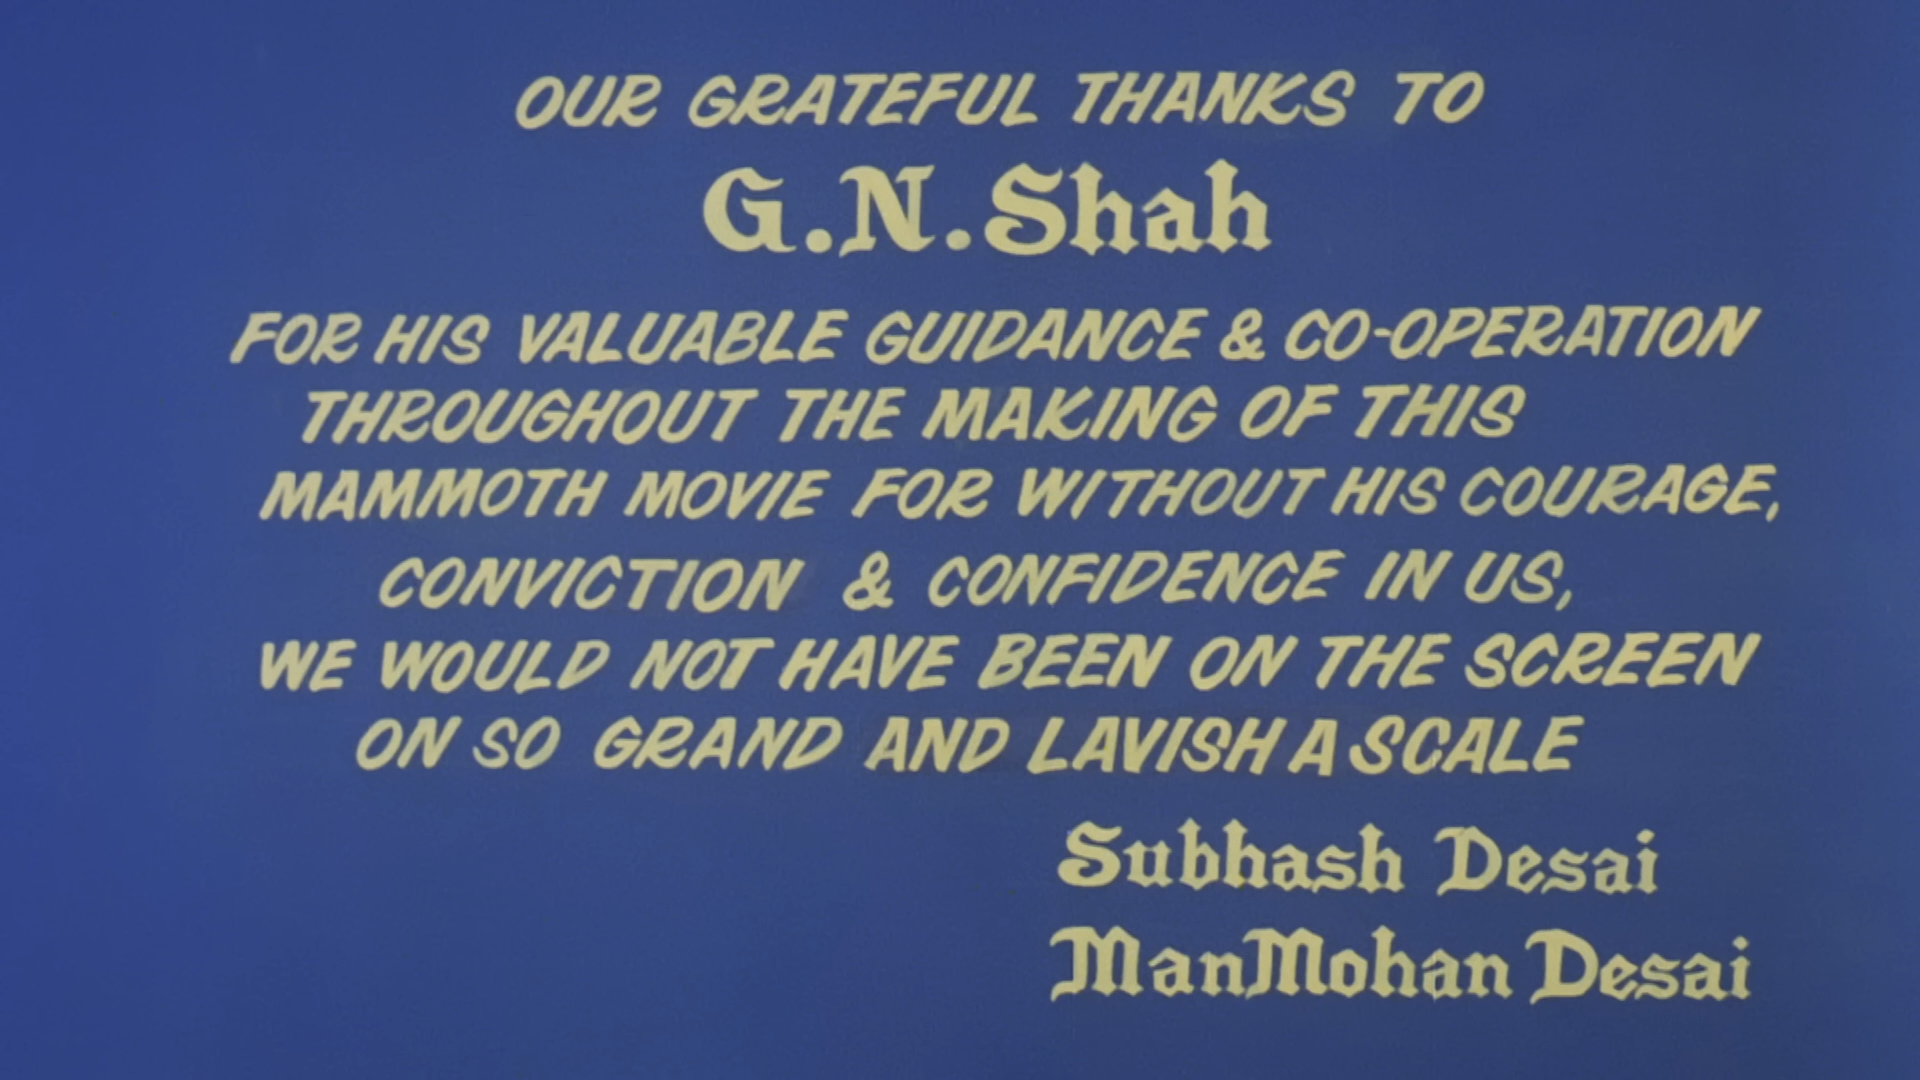 OUR GRATEFUL THANKS TO
G.N.Shah
FOR HIS VALUABLE GUIDANCE & CO-OPERATION
THROUGHOUT THE MAKING OF THIS
MAMMOTH MOVIE FOR WITHOUT HIS COURAGE,
CONVICTION & CONFIDENCE IN US,
WE WOULD NOT HAVE BEEN ON THE SCREEN
ON SO GRAND AND LAVISH A SCALE
Subhash Desai
ManMohan Desai